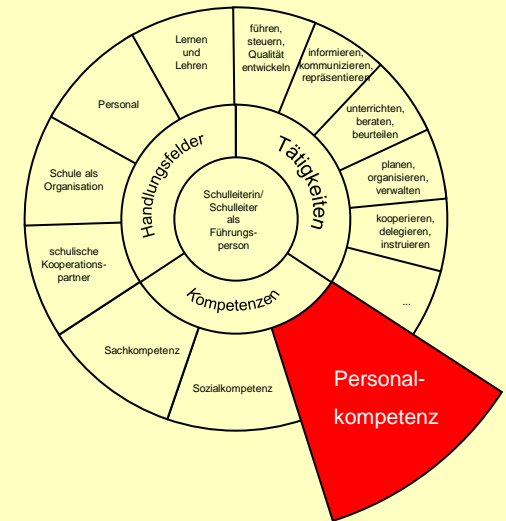 Lernen
und
Lehren
führen,
steuern,
Qualität
entwickeln
informieren,
kommunizieren,
repräsentieren
unterrichten,
beraten,
beurteilen
planen,
organisieren,
verwalten
kooperieren,
delegieren,
instruieren
...
Personal
Schule als
Organisation
schulische
Kooperations-
partner
Handlungsfelder
Tätigkeiten
Schulleiterin/
Schulleiter
als
Führungs-
person
Kompetenzen
Sachkompetenz
Sozialkompetenz
Personal-
kompetenz